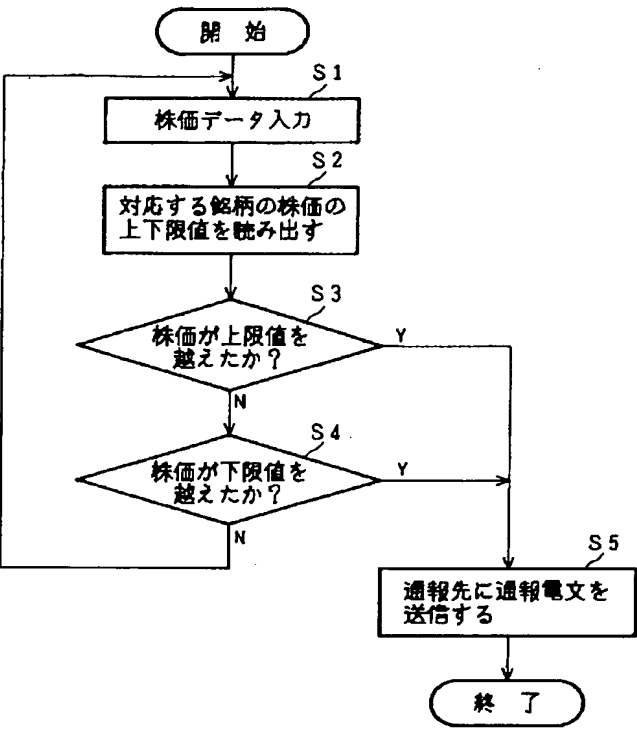 開 始
S1
株価データ入力
S2
対応する銘柄の株価の
上下限値を読み出す
S3
株価が上限値を
越えたか?
Y
N
S4
株価が下限値を
越えたか?
Y
N
S5
通報先に通報電文を
送信する
終 了